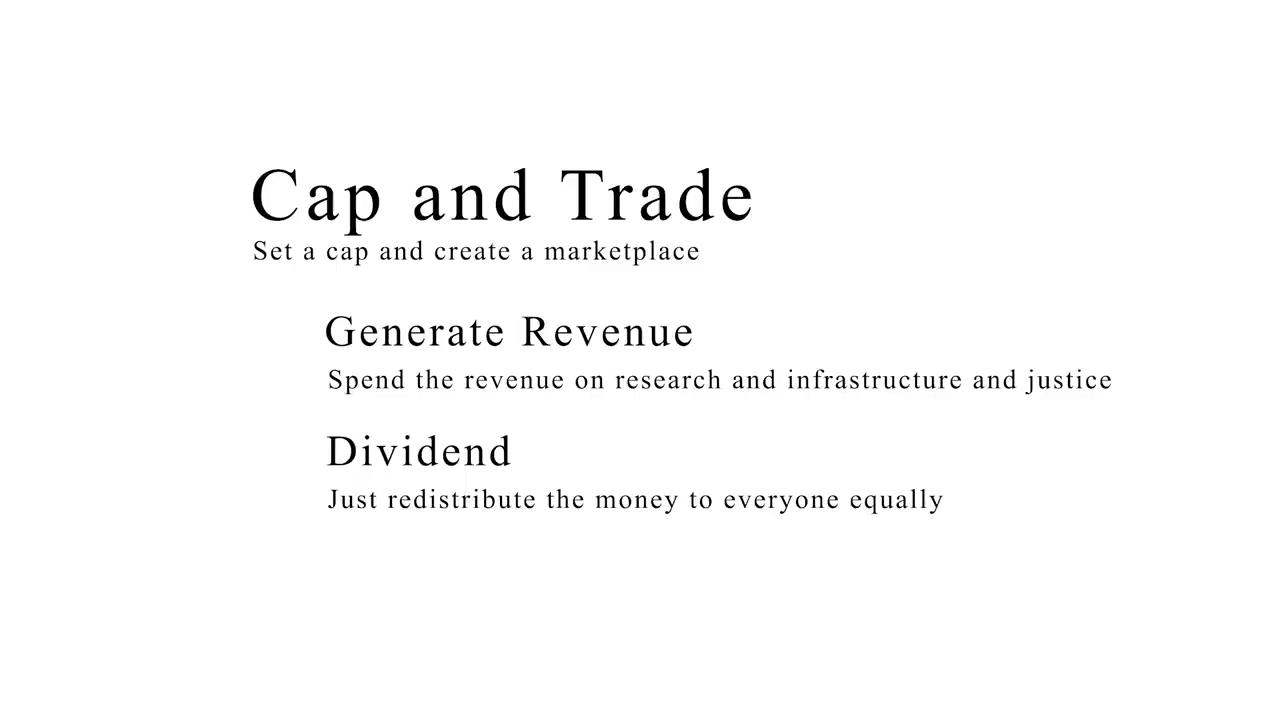 Cap and Trade
Set a cap and create a marketplace
Generate Revenue
Spend the revenue on research and infrastructure and justice
Dividend
Just redistribute the money to everyone equally